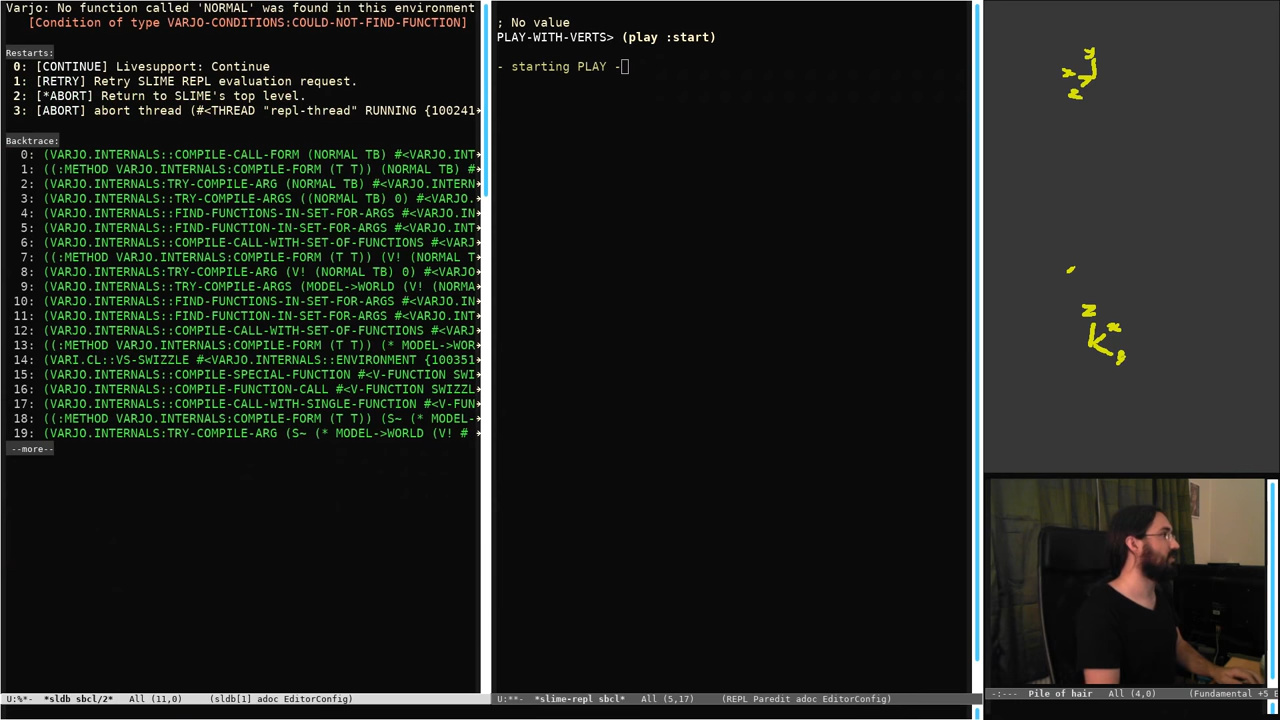 Varjo: No function called 'NORMAL' was found in this environment
[Condition of type VARJO-CONDITIONS:COULD-NOT-FIND-FUNCTION]
Restarts:
0: [CONTINUE] Livesupport: Continue
1: [RETRY] Retry SLIME REPL evaluation request.
2: [*ABORT] Return to SLIME's top level.
3: [ABORT] abort thread (#<THREAD "repl-thread" RUNNING {100241
Backtrace:
0: (VARJO.INTERNALS::COMPILE-CALL-FORM (NORMAL TB) #<VARJO.INT
1: ((:METHOD VARJO.INTERNALS:COMPILE-FORM (T T)) (NORMAL TB) #
2: (VARJO.INTERNALS:TRY-COMPILE-ARG (NORMAL TB) #<VARJO.INTERN
3: (VARJO.INTERNALS::TRY-COMPILE-ARGS ((NORMAL TB) 0) #<VARJO.
4: (VARJO.INTERNALS::FIND-FUNCTIONS-IN-SET-FOR-ARGS #<VARJO.IN
5: (VARJO.INTERNALS::FIND-FUNCTION-IN-SET-FOR-ARGS #<VARJO.INT
6: (VARJO.INTERNALS::COMPILE-CALL-WITH-SET-OF-FUNCTIONS #<VARJ
7: ((:METHOD VARJO.INTERNALS:COMPILE-FORM (T T)) (V! (NORMAL T
8: (VARJO.INTERNALS:TRY-COMPILE-ARG (V! (NORMAL TB) 0) #<VARJO
9: (VARJO.INTERNALS::TRY-COMPILE-ARGS (MODEL->WORLD (V! (NORMA
10: (VARJO.INTERNALS::FIND-FUNCTIONS-IN-SET-FOR-ARGS #<VARJO.IN
11: (VARJO.INTERNALS::FIND-FUNCTION-IN-SET-FOR-ARGS #<VARJO.INT
12: (VARJO.INTERNALS::COMPILE-CALL-WITH-SET-OF-FUNCTIONS #<VARJ
13: ((:METHOD VARJO.INTERNALS:COMPILE-FORM (T T)) (* MODEL->WOR
14: (VARI.CL::VS-SWIZZLE #<VARJO.INTERNALS::ENVIRONMENT {100351
15: (VARJO.INTERNALS::COMPILE-SPECIAL-FUNCTION #<V-FUNCTION SWI
16: (VARJO.INTERNALS::COMPILE-FUNCTION-CALL #<V-FUNCTION SWIZZL
17: (VARJO.INTERNALS::COMPILE-CALL-WITH-SINGLE-FUNCTION #<V-FUN
18: ((:METHOD VARJO.INTERNALS:COMPILE-FORM (T T)) (S~ (* MODEL-
19: (VARJO.INTERNALS:TRY-COMPILE-ARG (S~ (* MODEL->WORLD (V! #
--more--
U:%*-  *sldb sbcl/2*   All (11,0)    (sldb[1] adoc EditorConfig)
; No value
PLAY-WITH-VERTS> (play :start)
- starting PLAY -
U:**-  *slime-repl sbcl*   All (5,17)    (REPL Paredit adoc EditorConfig)
y
x
z
z
x
y
-:---  Pile of hair   All (4,0)      (Fundamental +5 E